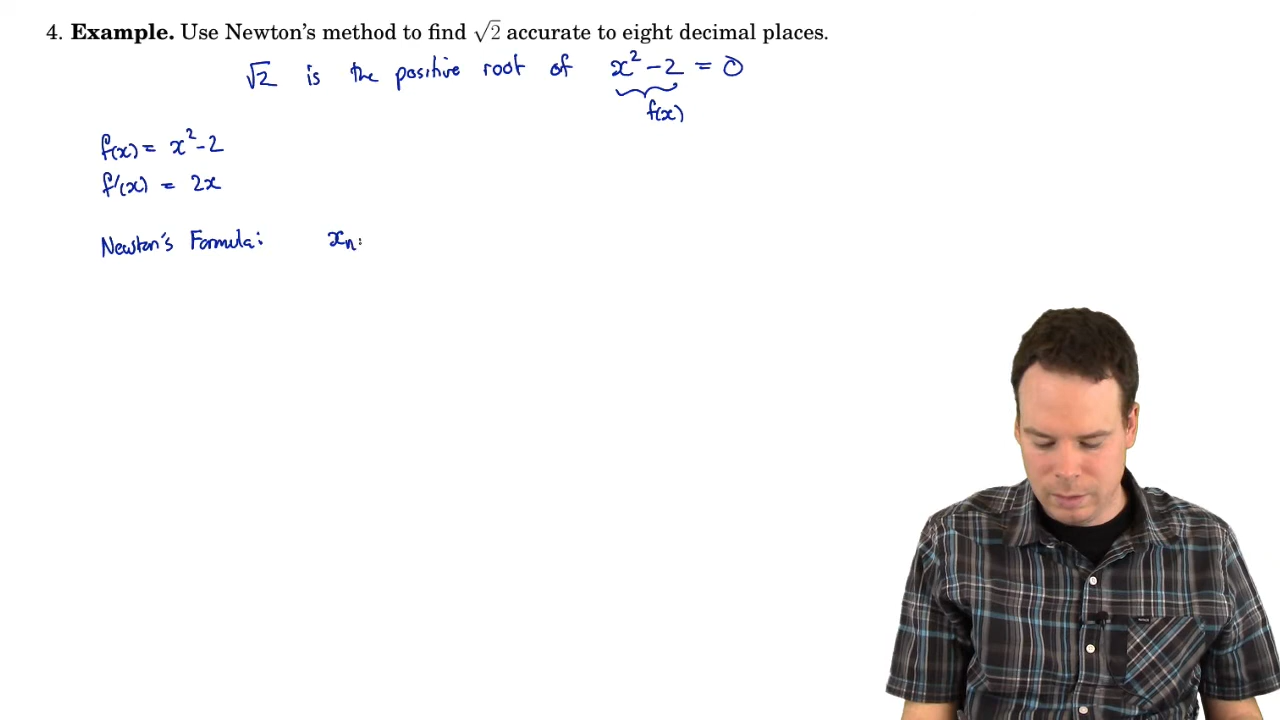 4. Example. Use Newton's method to find √2 accurate to eight decimal places.
√2 is the positive root of x² - 2 = 0
f(x)
f(x) = x² - 2
f'(x) = 2x
Newton's Formula: xₙ